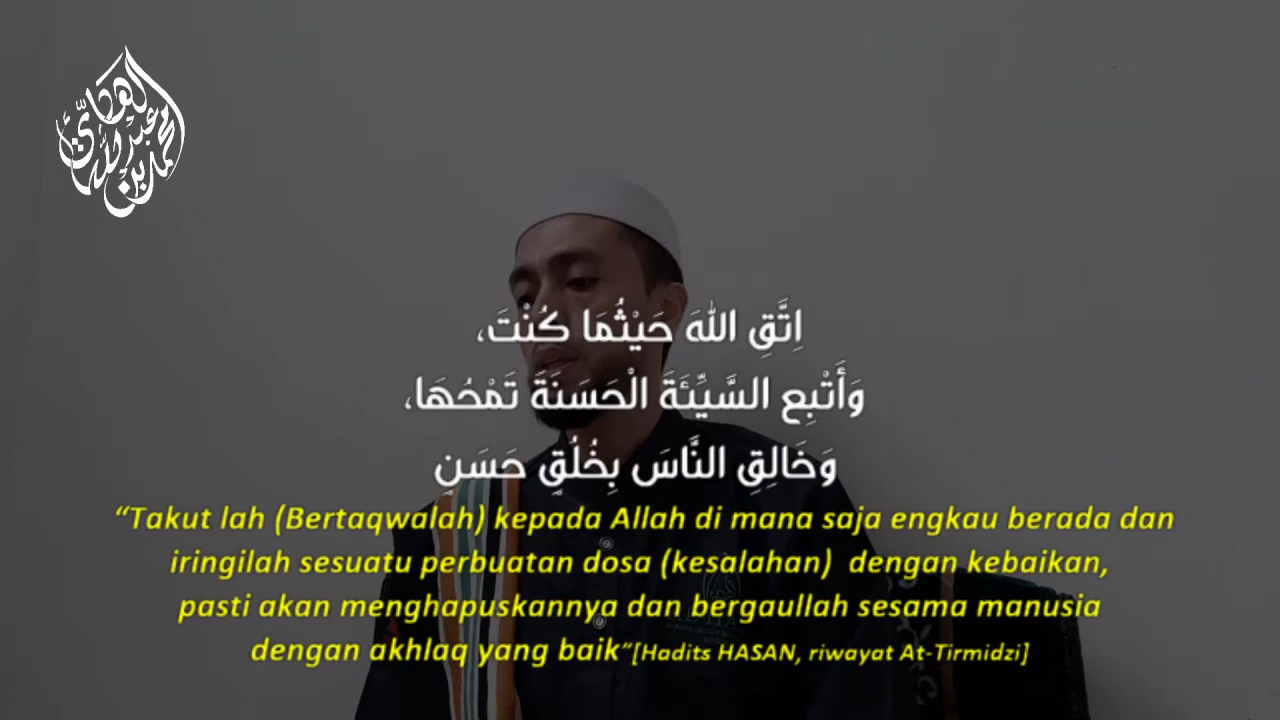 اِتَّقِ اللهَ حَيْثُمَا كُنْتَ،
وَأَتْبِعِ السَّيِّئَةَ الْحَسَنَةَ تَمْحُهَا،
وَخَالِقِ النَّاسَ بِخُلُقٍ حَسَنٍ
“Takut lah (Bertaqwalah) kepada Allah di mana saja engkau berada dan
iringilah sesuatu perbuatan dosa (kesalahan) dengan kebaikan,
pasti akan menghapuskannya dan bergaullah sesama manusia
dengan akhlaq yang baik”[Hadits HASAN, riwayat At-Tirmidzi]